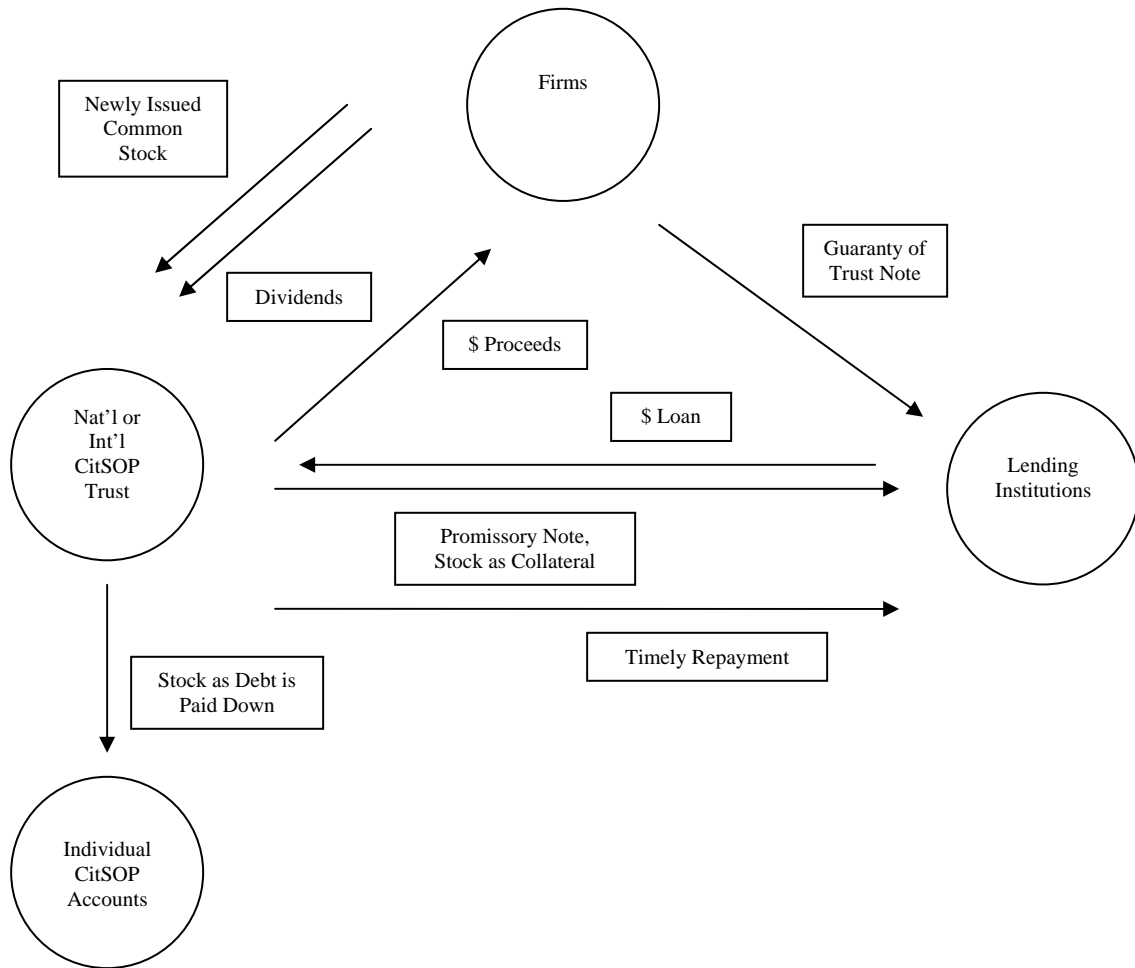 Firms
Newly Issued
Common
Stock
Guaranty of
Trust Note
Dividends
$ Proceeds
$ Loan
Nat’l or
Int’l
CitSOP
Trust
Lending
Institutions
Promissory Note,
Stock as Collateral
Timely Repayment
Stock as Debt is
Paid Down
Individual
CitSOP
Accounts